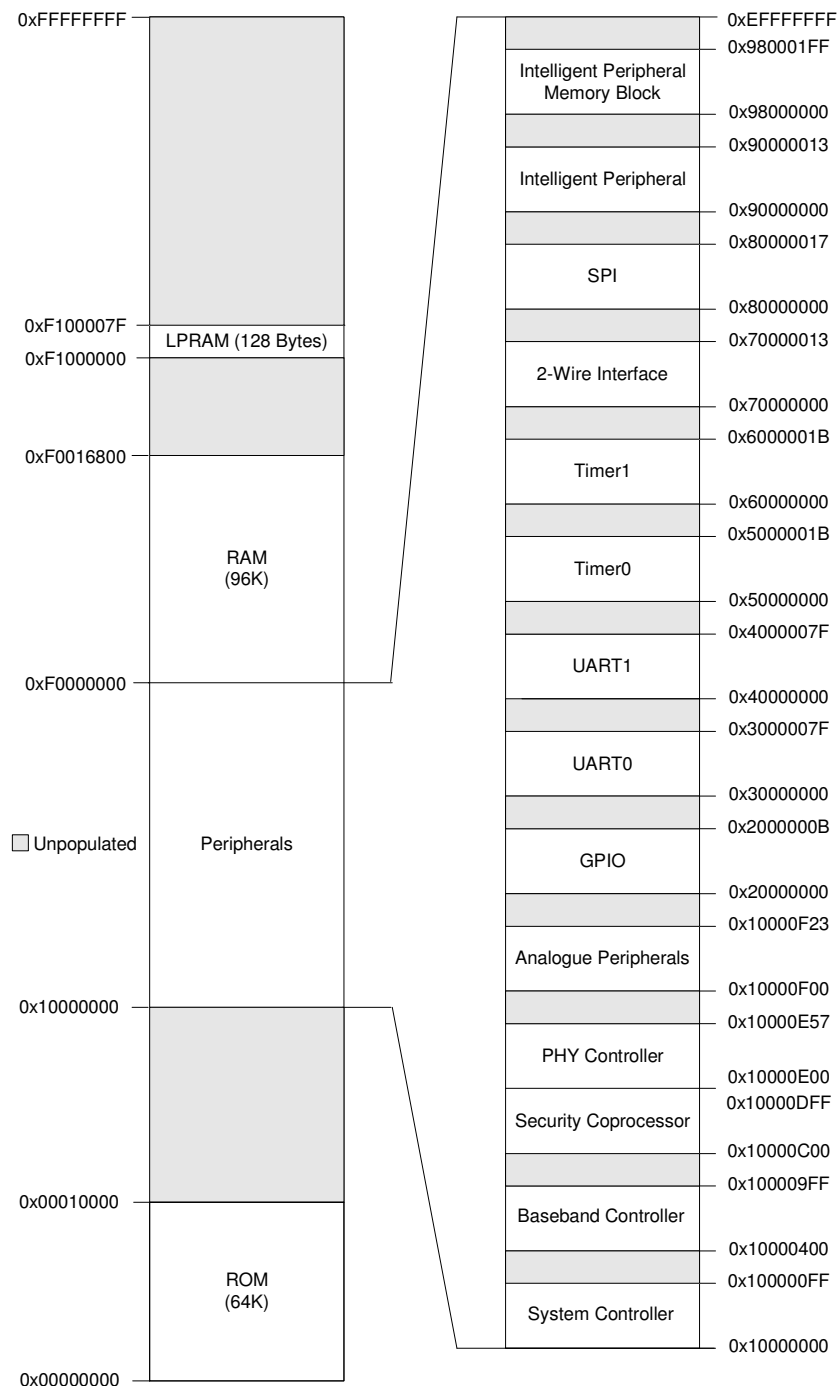 0xFFFFFFFF
0xF100007F
LPRAM (128 Bytes)
0xF1000000
0xF0016800
RAM
(96K)
0xF0000000
Unpopulated
Peripherals
0x10000000
0x00010000
ROM
(64K)
0x00000000
0xEFFFFFFF
0x980001FF
Intelligent Peripheral
Memory Block
0x98000000
0x90000013
Intelligent Peripheral
0x90000000
0x80000017
SPI
0x80000000
0x70000013
2-Wire Interface
0x70000000
0x6000001B
Timer1
0x60000000
0x5000001B
Timer0
0x50000000
0x4000007F
UART1
0x40000000
0x3000007F
UART0
0x30000000
0x2000000B
GPIO
0x20000000
0x10000F23
Analogue Peripherals
0x10000F00
0x10000E57
PHY Controller
0x10000E00
0x10000DFF
Security Coprocessor
0x10000C00
0x100009FF
Baseband Controller
0x10000400
0x100000FF
System Controller
0x10000000